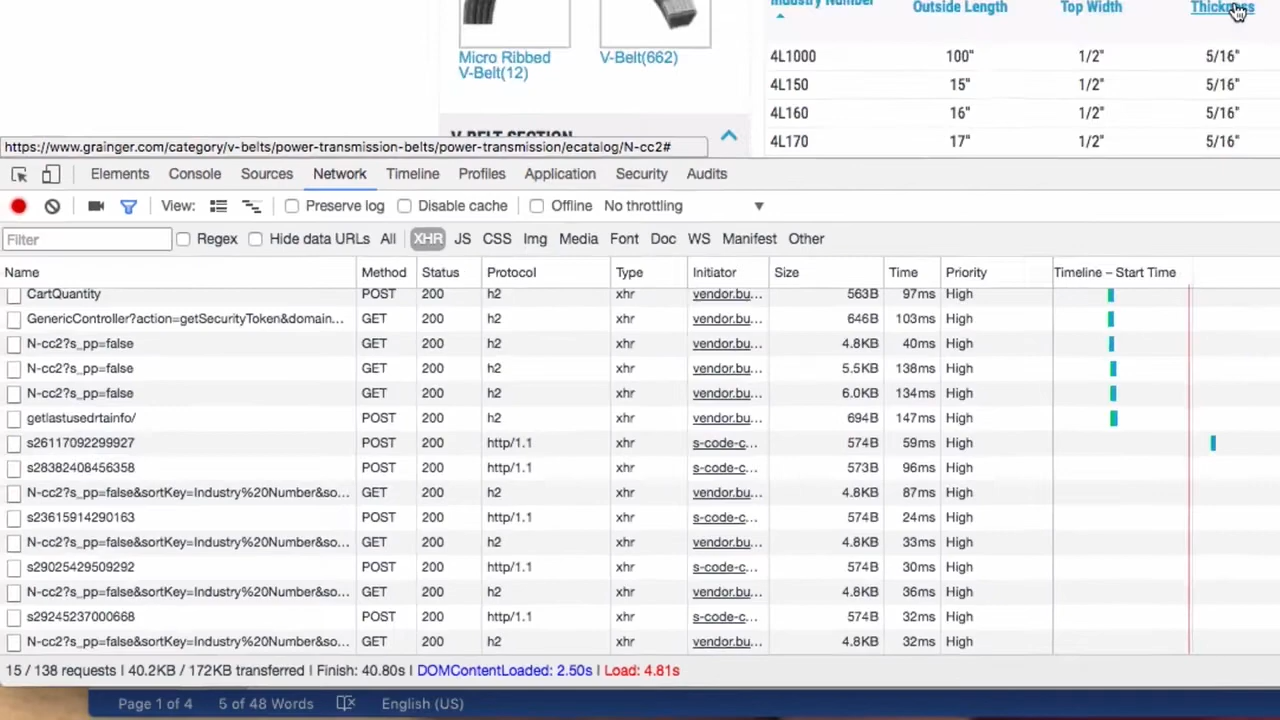 Industry Number Outside Length Top Width Thickness
Micro Ribbed
V-Belt(12)
V-Belt(662)
4L1000 100" 1/2" 5/16"
4L150 15" 1/2" 5/16"
4L160 16" 1/2" 5/16"
4L170 17" 1/2" 5/16"
V-BELT SECTION
https://www.grainger.com/category/v-belts/power-transmission-belts/power-transmission/ecatalog/N-cc2#
Elements Console Sources Network Timeline Profiles Application Security Audits
View: Preserve log Disable cache Offline No throttling
Filter Regex Hide data URLs All XHR JS CSS Img Media Font Doc WS Manifest Other
Name Method Status Protocol Type Initiator Size Time Priority Timeline – Start Time
CartQuantity POST 200 h2 xhr vendor.bu... 563B 97ms High
GenericController?action=getSecurityToken&domain... GET 200 h2 xhr vendor.bu... 646B 103ms High
N-cc2?s_pp=false GET 200 h2 xhr vendor.bu... 4.8KB 40ms High
N-cc2?s_pp=false GET 200 h2 xhr vendor.bu... 5.5KB 138ms High
N-cc2?s_pp=false GET 200 h2 xhr vendor.bu... 6.0KB 134ms High
getlastusedrtainfo/ POST 200 h2 xhr vendor.bu... 694B 147ms High
s26117092299927 POST 200 http/1.1 xhr s-code-c... 574B 59ms High
s28382408456358 POST 200 http/1.1 xhr s-code-c... 573B 96ms High
N-cc2?s_pp=false&sortKey=Industry%20Number&so... GET 200 h2 xhr vendor.bu... 4.8KB 87ms High
s23615914290163 POST 200 http/1.1 xhr s-code-c... 574B 24ms High
N-cc2?s_pp=false&sortKey=Industry%20Number&so... GET 200 h2 xhr vendor.bu... 4.8KB 33ms High
s29025429509292 POST 200 http/1.1 xhr s-code-c... 574B 30ms High
N-cc2?s_pp=false&sortKey=Industry%20Number&so... GET 200 h2 xhr vendor.bu... 4.8KB 36ms High
s29245237000668 POST 200 http/1.1 xhr s-code-c... 574B 32ms High
N-cc2?s_pp=false&sortKey=Industry%20Number&so... GET 200 h2 xhr vendor.bu... 4.8KB 32ms High
15 / 138 requests | 40.2KB / 172KB transferred | Finish: 40.80s | DOMContentLoaded: 2.50s | Load: 4.81s
Page 1 of 4 5 of 48 Words English (US)